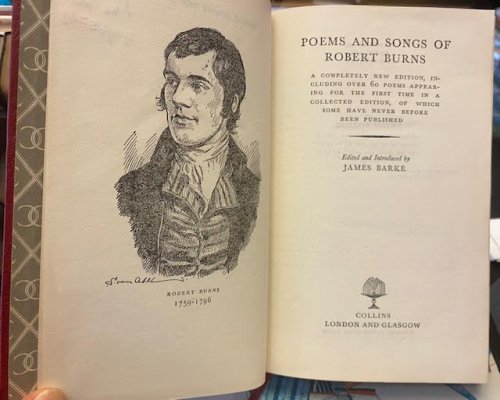 ROBERT BURNS
1759-1796
POEMS AND SONGS OF
ROBERT BURNS
A COMPLETELY NEW EDITION, IN-
CLUDING OVER 60 POEMS APPEAR-
ING FOR THE FIRST TIME IN A
COLLECTED EDITION, OF WHICH
SOME HAVE NEVER BEFORE
BEEN PUBLISHED
Edited and Introduced by
JAMES BARKE
COLLINS
LONDON AND GLASGOW